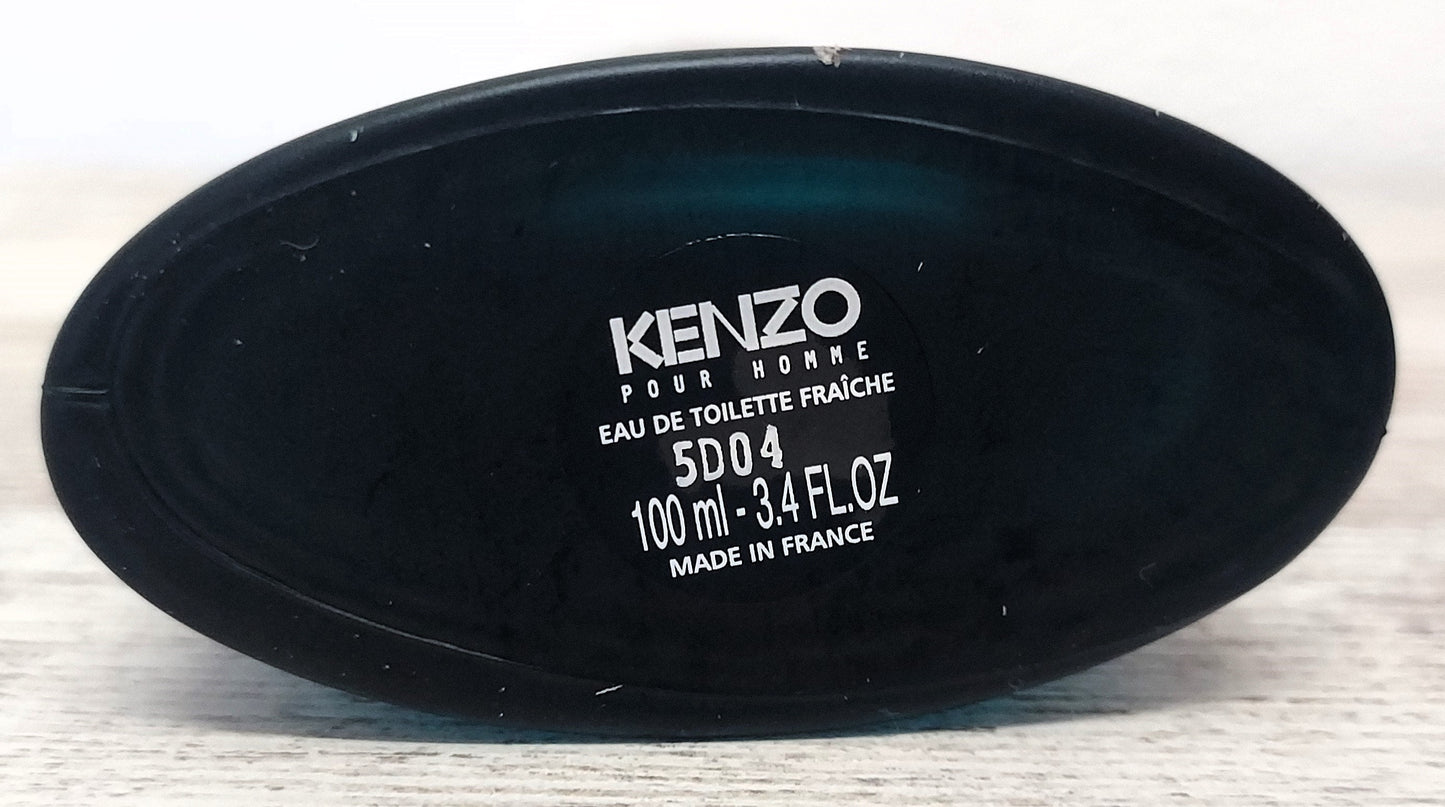 KENZO
POUR HOMME
EAU DE TOILETTE FRAÎCHE
5D04
100 ml - 3.4 FL.OZ
MADE IN FRANCE